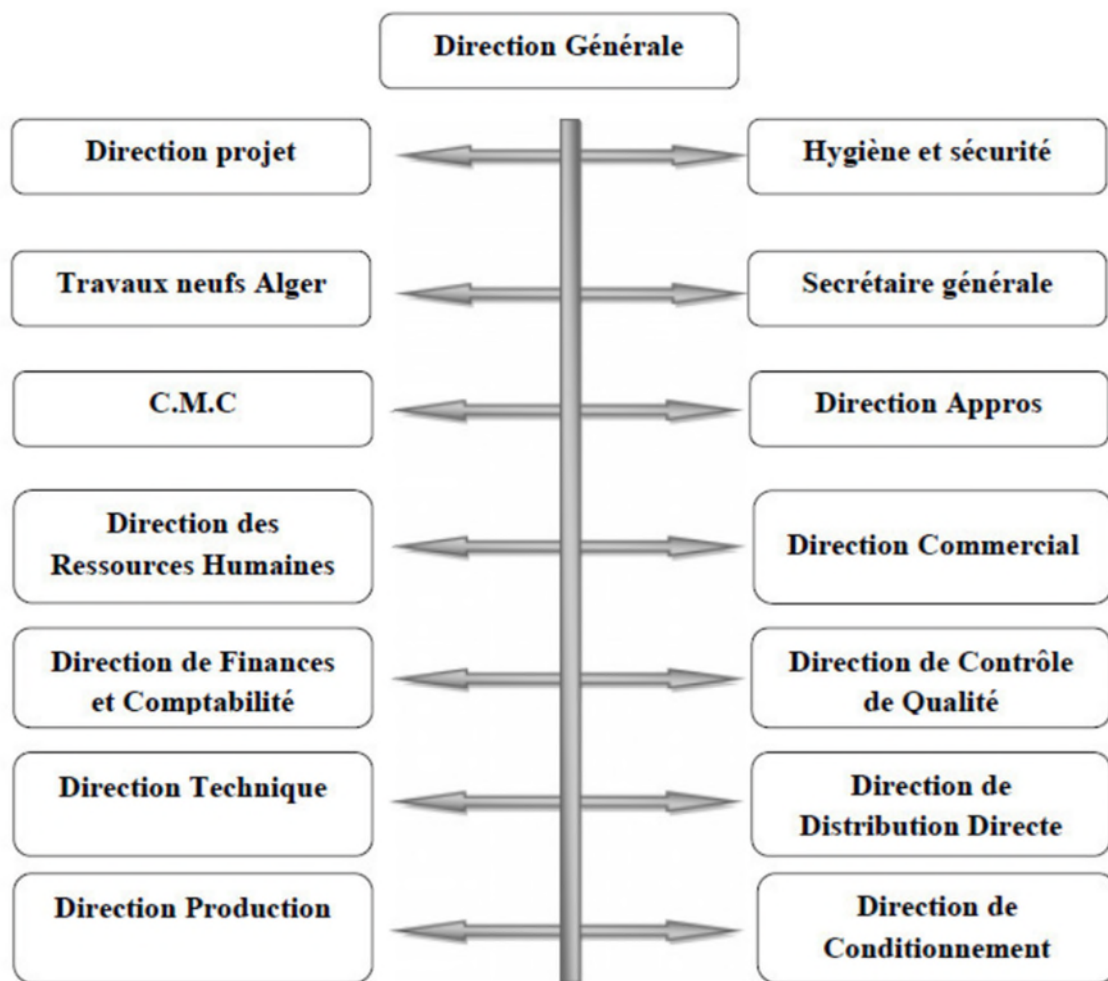 Direction Générale
Direction projet
Hygiène et sécurité
Travaux neufs Alger
Secrétaire générale
C.M.C
Direction Appros
Direction des
Ressources Humaines
Direction Commercial
Direction de Finances
et Comptabilité
Direction de Contrôle
de Qualité
Direction Technique
Direction de
Distribution Directe
Direction Production
Direction de
Conditionnement